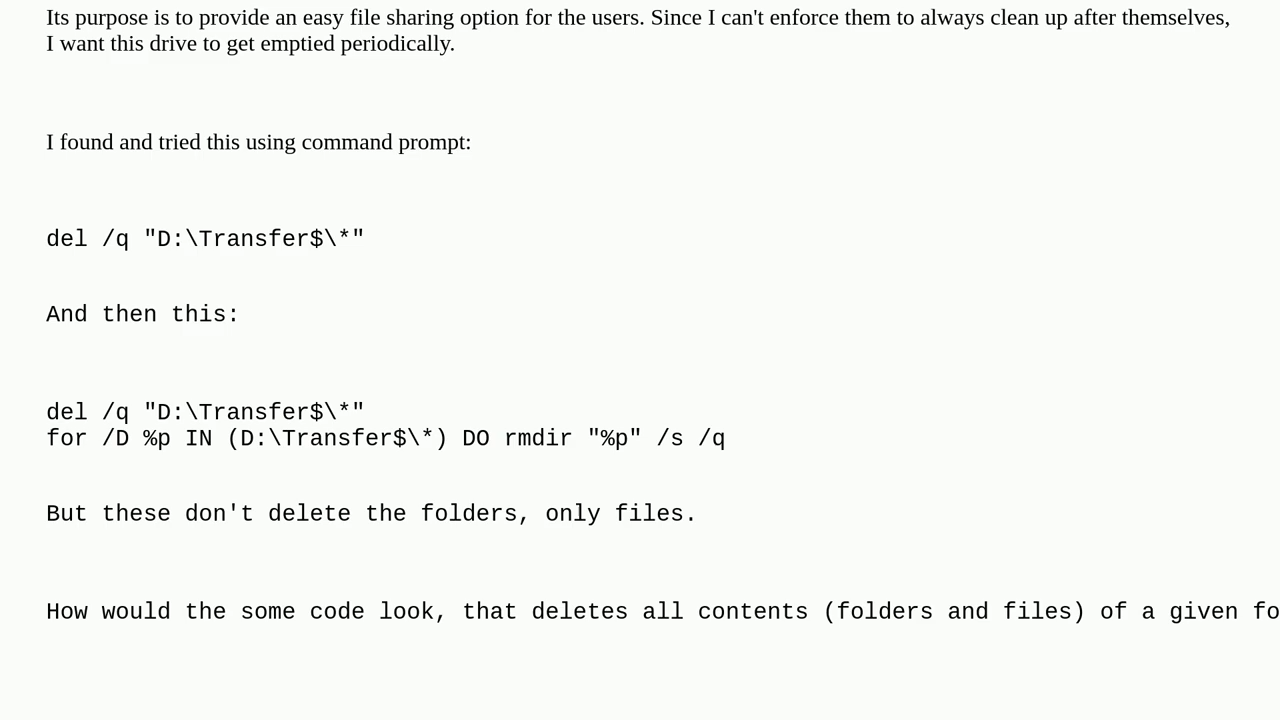 Its purpose is to provide an easy file sharing option for the users. Since I can't enforce them to always clean up after themselves,
I want this drive to get emptied periodically.
I found and tried this using command prompt:
del /q "D:\Transfer$\*"
And then this:
del /q "D:\Transfer$\*"
for /D %p IN (D:\Transfer$\*) DO rmdir "%p" /s /q
But these don't delete the folders, only files.
How would the some code look, that deletes all contents (folders and files) of a given fo